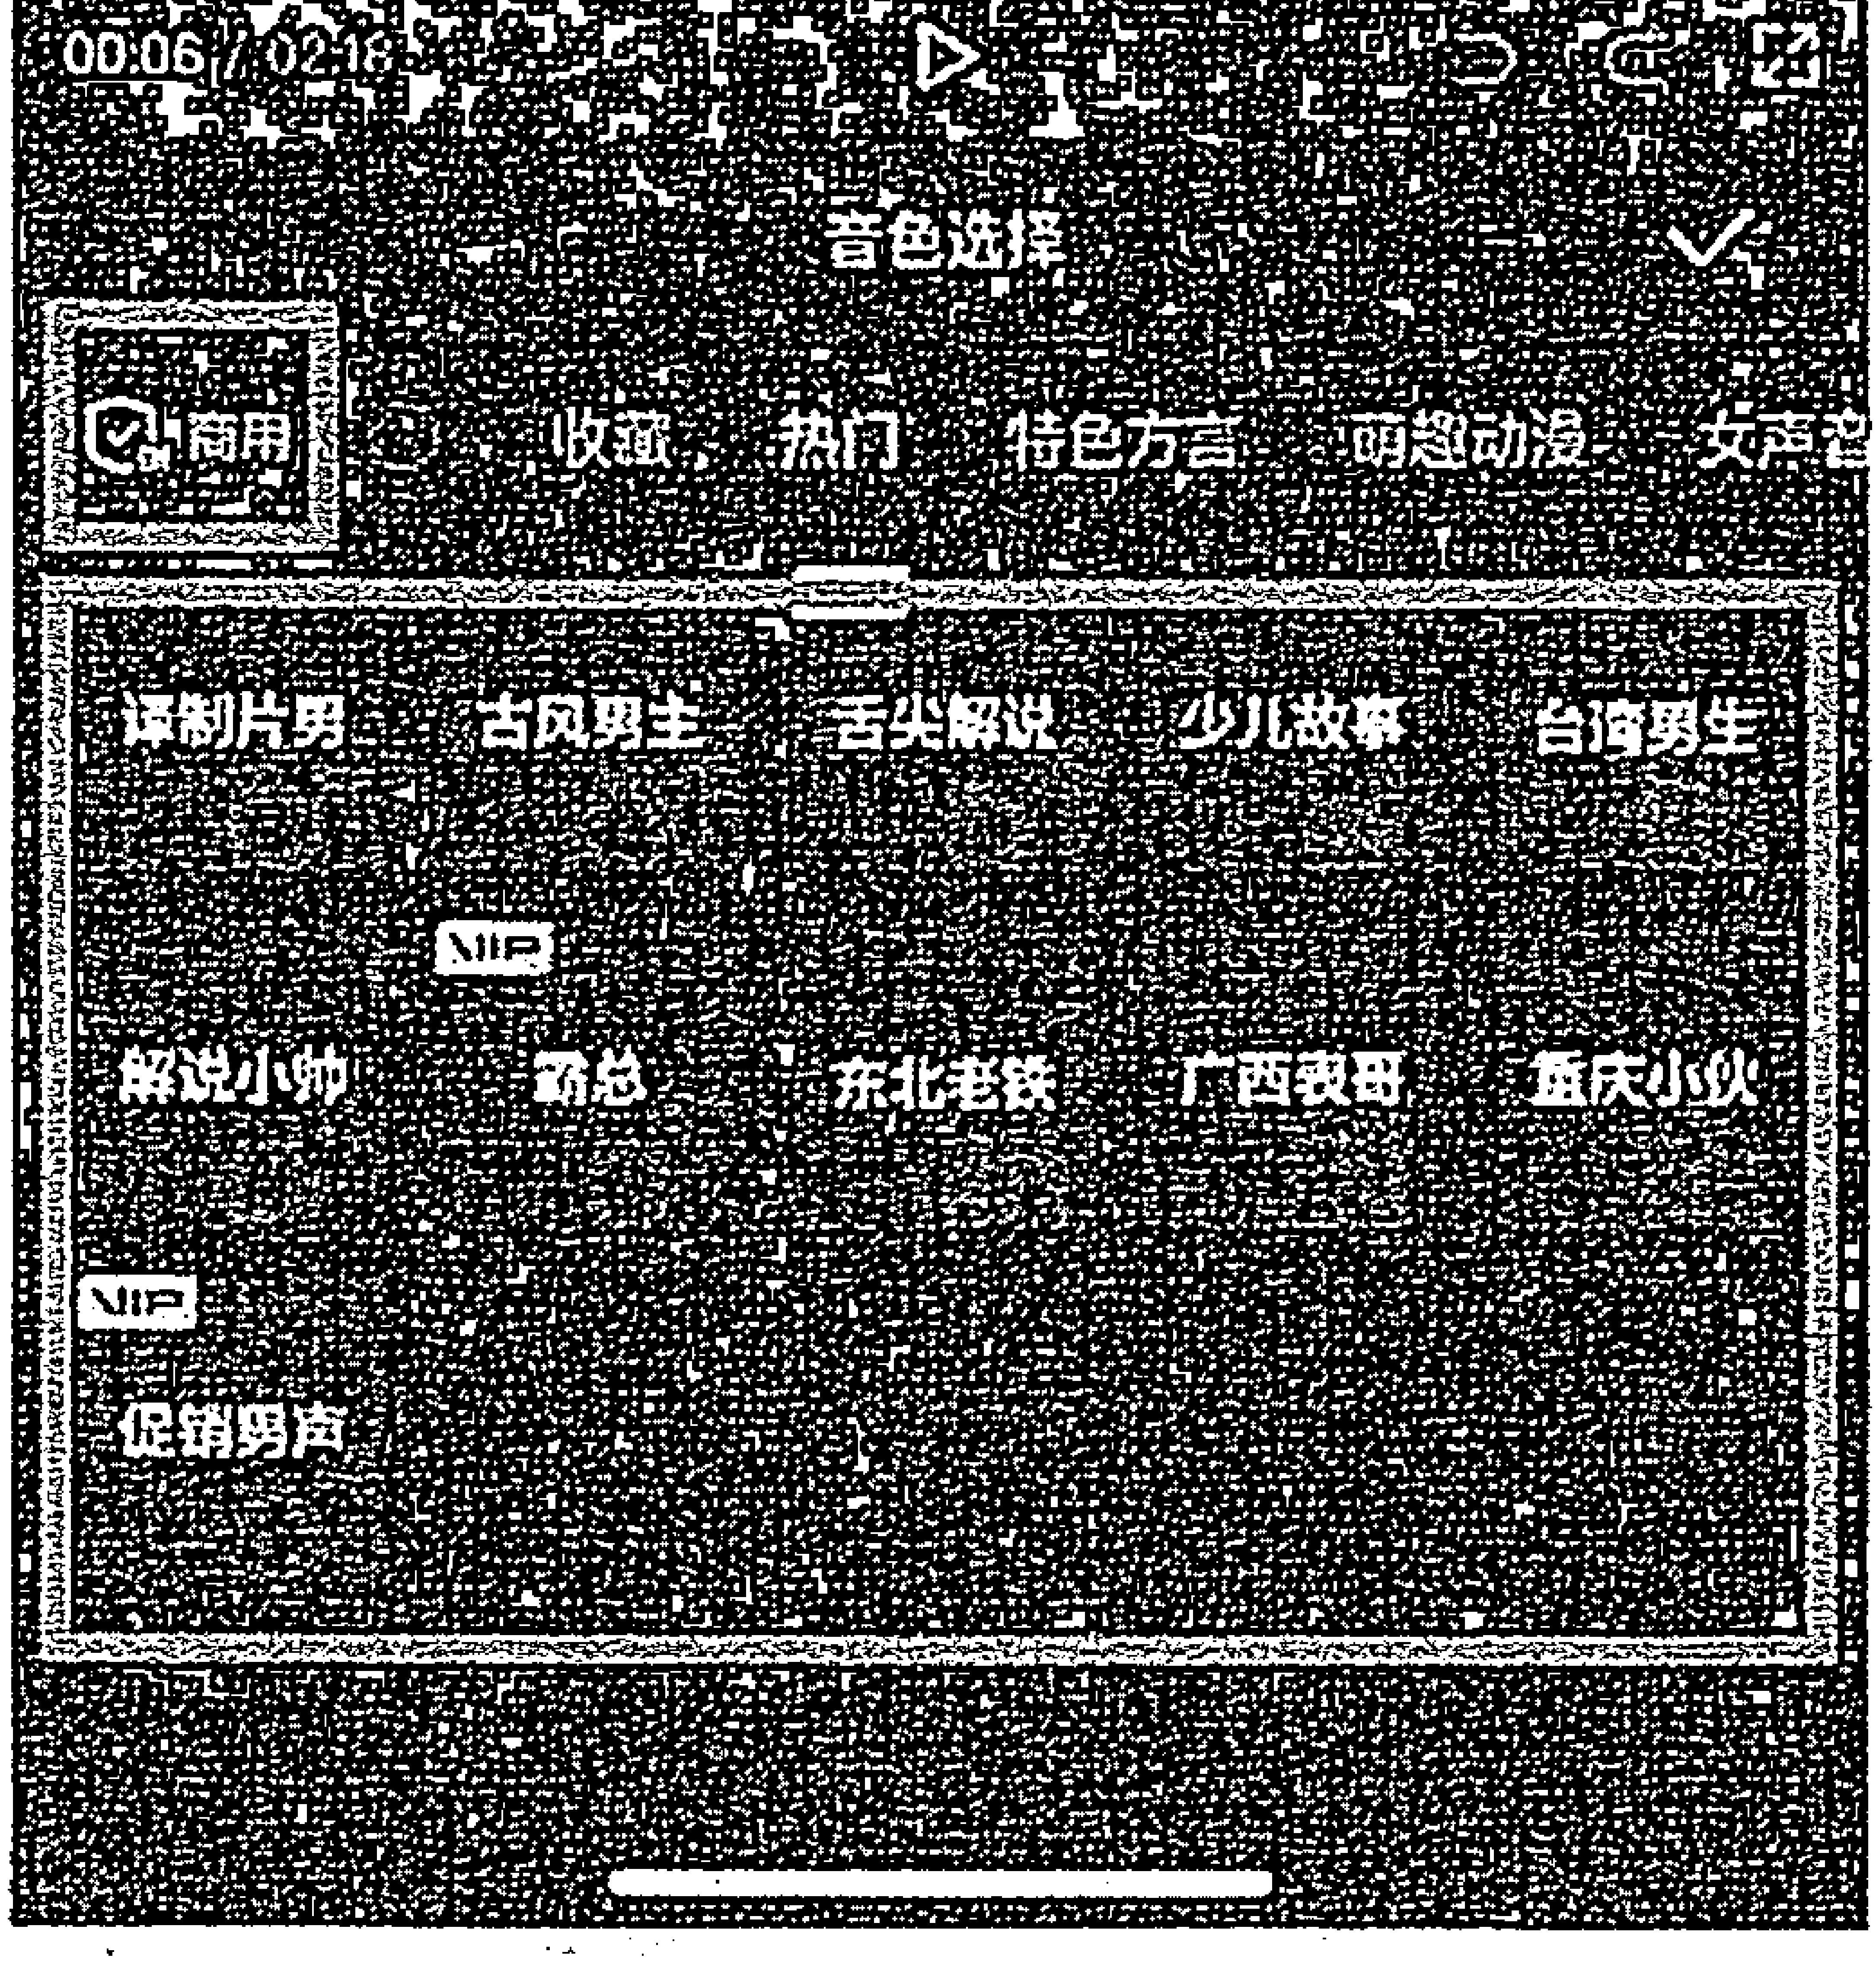 00:06 / 02:18
音色选择
商用 收藏 热门 特色方言 萌趣动漫 女声音
译制片男 古风男主 舌尖解说 少儿故事 台湾男生
VIP
解说小帅 霸总 东北老铁 广西表哥 重庆小伙
VIP
促销男声